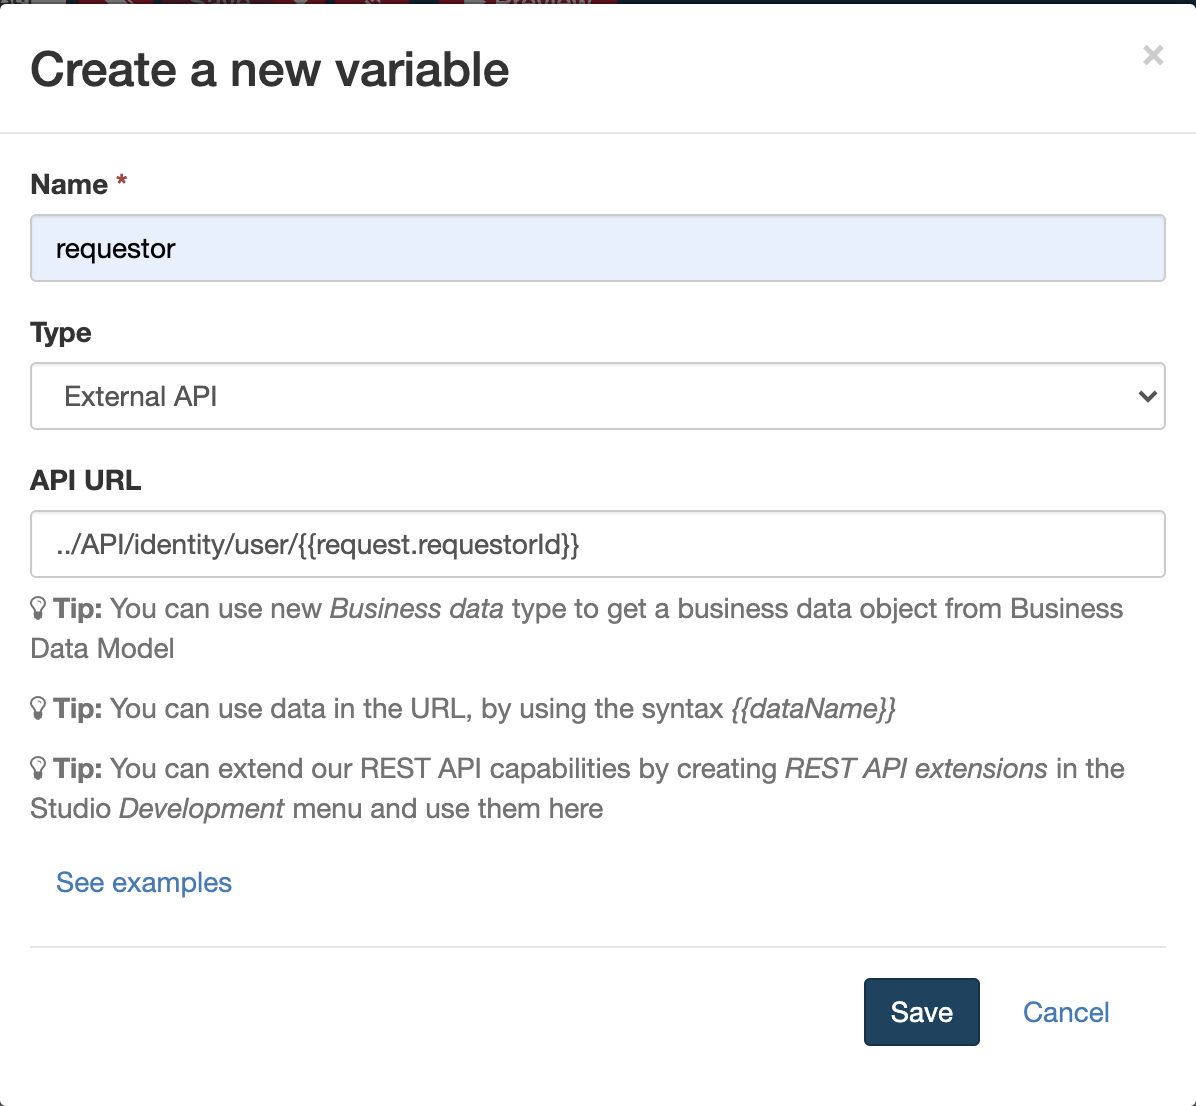 Create a new variable
×
Name *
requestor
Type
External API
API URL
../API/identity/user/{{request.requestorId}}
Tip: You can use new Business data type to get a business data object from Business
Data Model
Tip: You can use data in the URL, by using the syntax {{dataName}}
Tip: You can extend our REST API capabilities by creating REST API extensions in the
Studio Development menu and use them here
See examples
Save
Cancel